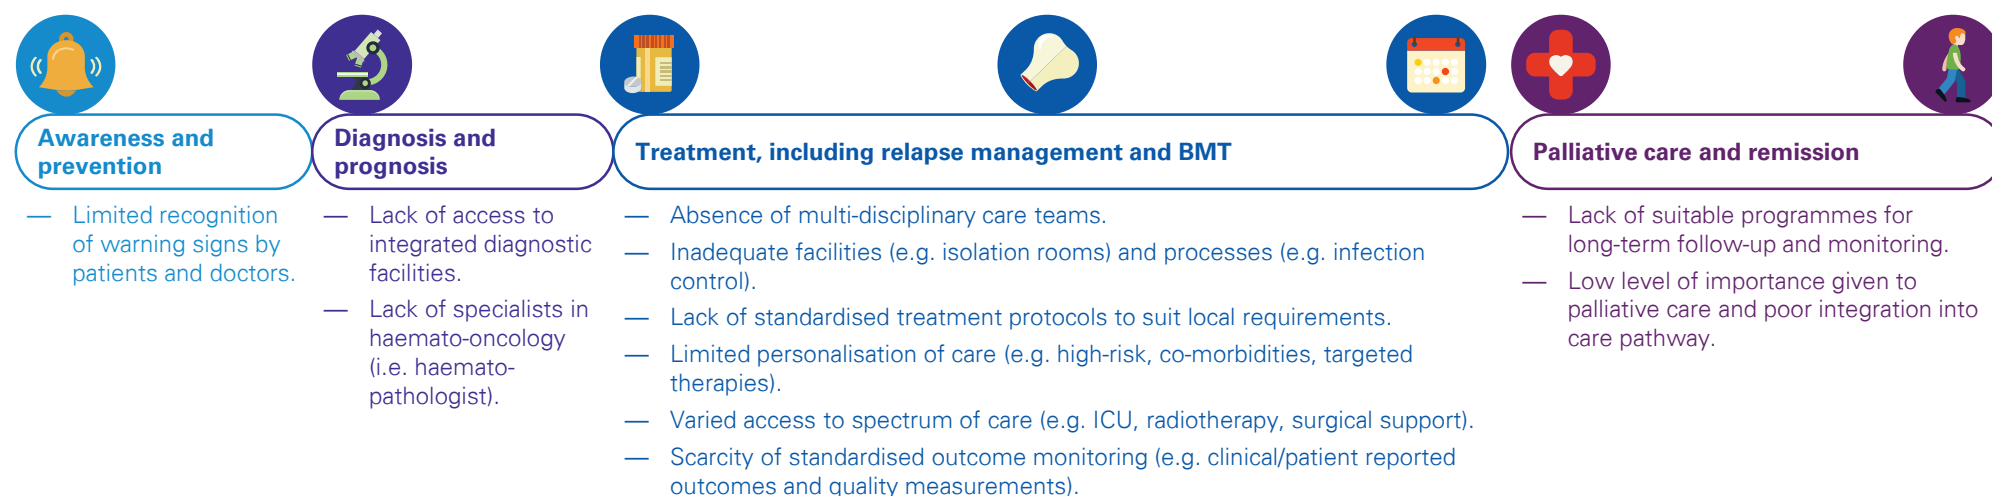 Awareness and
prevention
— Limited recognition
of warning signs by
patients and doctors.
Diagnosis and
prognosis
— Lack of access to
integrated diagnostic
facilities.
— Lack of specialists in
haemato-oncology
(i.e. haemato-
pathologist).
Treatment, including relapse management and BMT
— Absence of multi-disciplinary care teams.
— Inadequate facilities (e.g. isolation rooms) and processes (e.g. infection
control).
— Lack of standardised treatment protocols to suit local requirements.
— Limited personalisation of care (e.g. high-risk, co-morbidities, targeted
therapies).
— Varied access to spectrum of care (e.g. ICU, radiotherapy, surgical support).
— Scarcity of standardised outcome monitoring (e.g. clinical/patient reported
outcomes and quality measurements).
Palliative care and remission
— Lack of suitable programmes for
long-term follow-up and monitoring.
— Low level of importance given to
palliative care and poor integration into
care pathway.